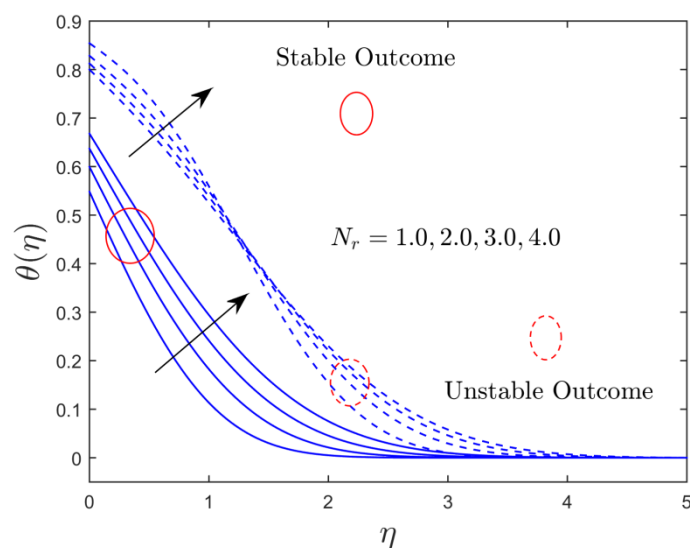 0.9
0.8
0.7
0.6
0.5
0.4
0.3
0.2
0.1
0
θ(η)
Stable Outcome
N_r = 1.0, 2.0, 3.0, 4.0
Unstable Outcome
0 1 2 3 4 5
η